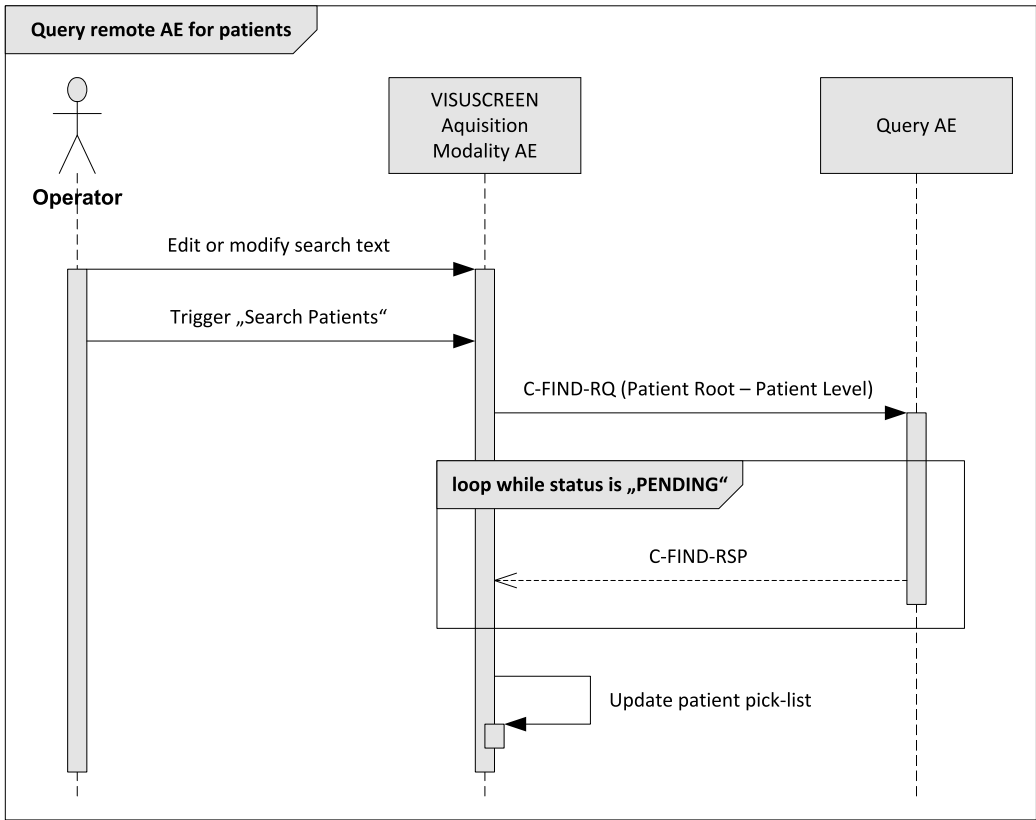 Query remote AE for patients
VISUSCREEN
Aquisition
Modality AE
Query AE
Operator
Edit or modify search text
Trigger „Search Patients“
C-FIND-RQ (Patient Root – Patient Level)
loop while status is „PENDING“
C-FIND-RSP
Update patient pick-list